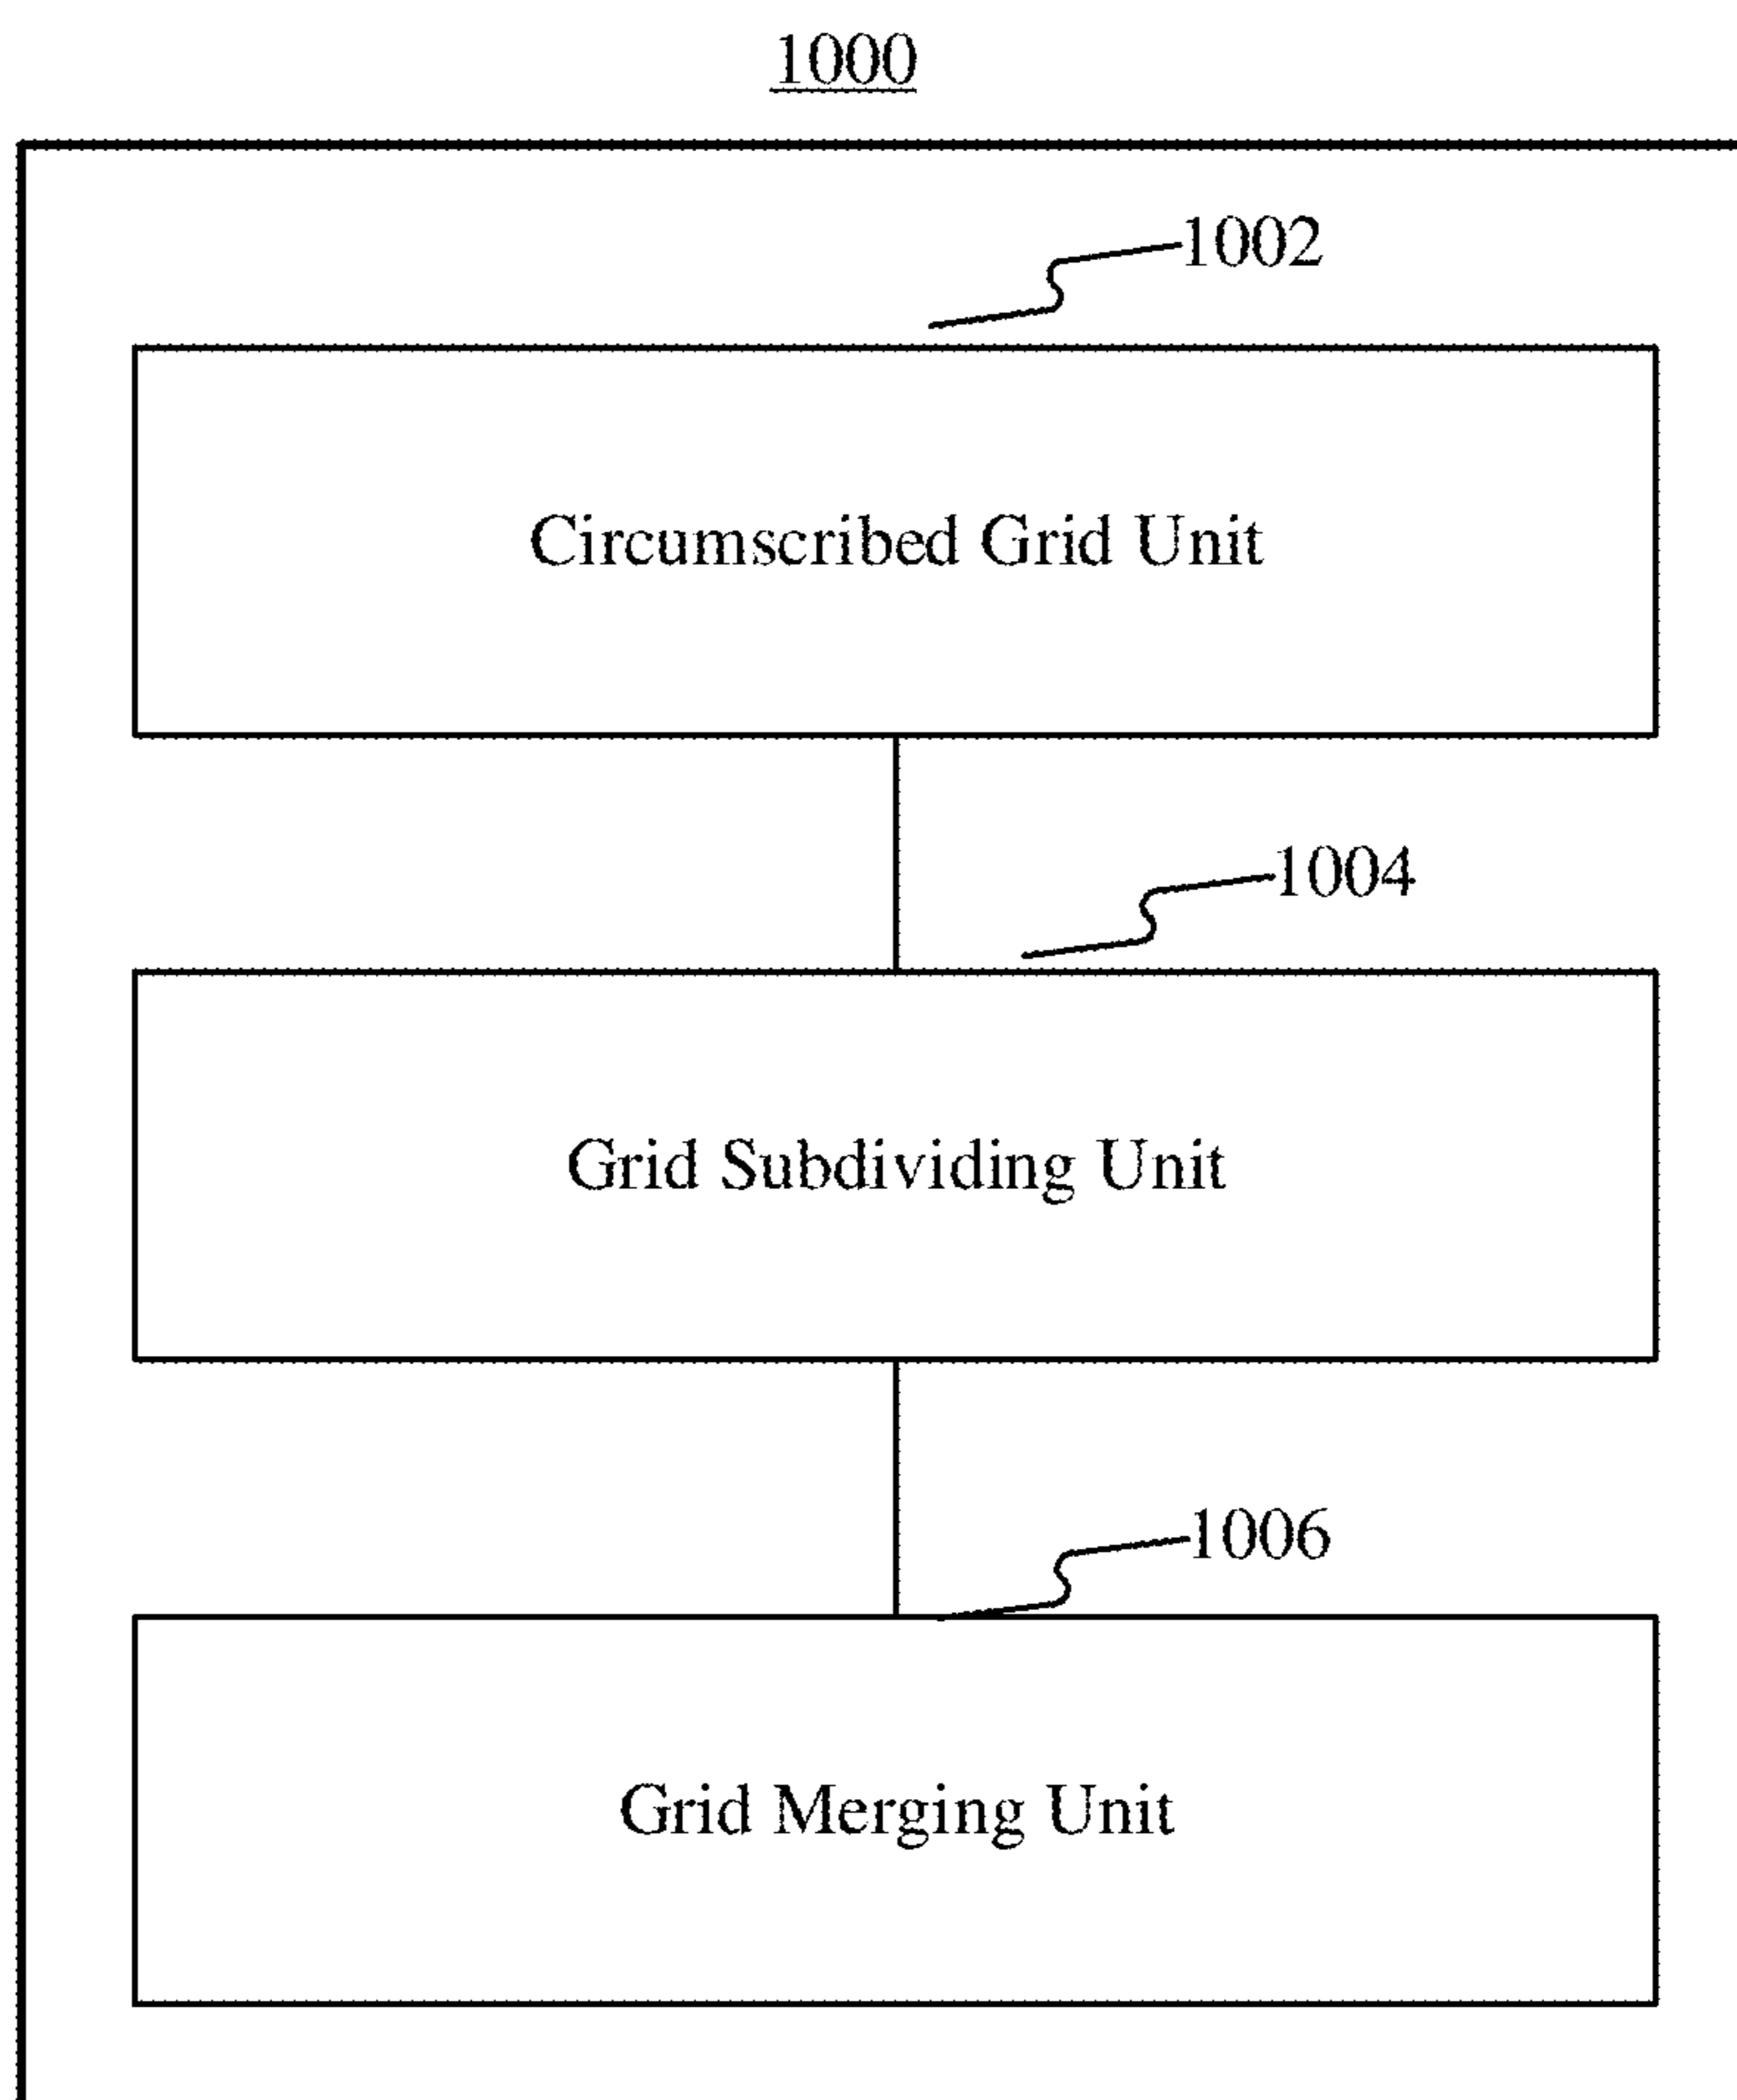 1000
1002
Circumscribed Grid Unit
1004
Grid Subdividing Unit
1006
Grid Merging Unit